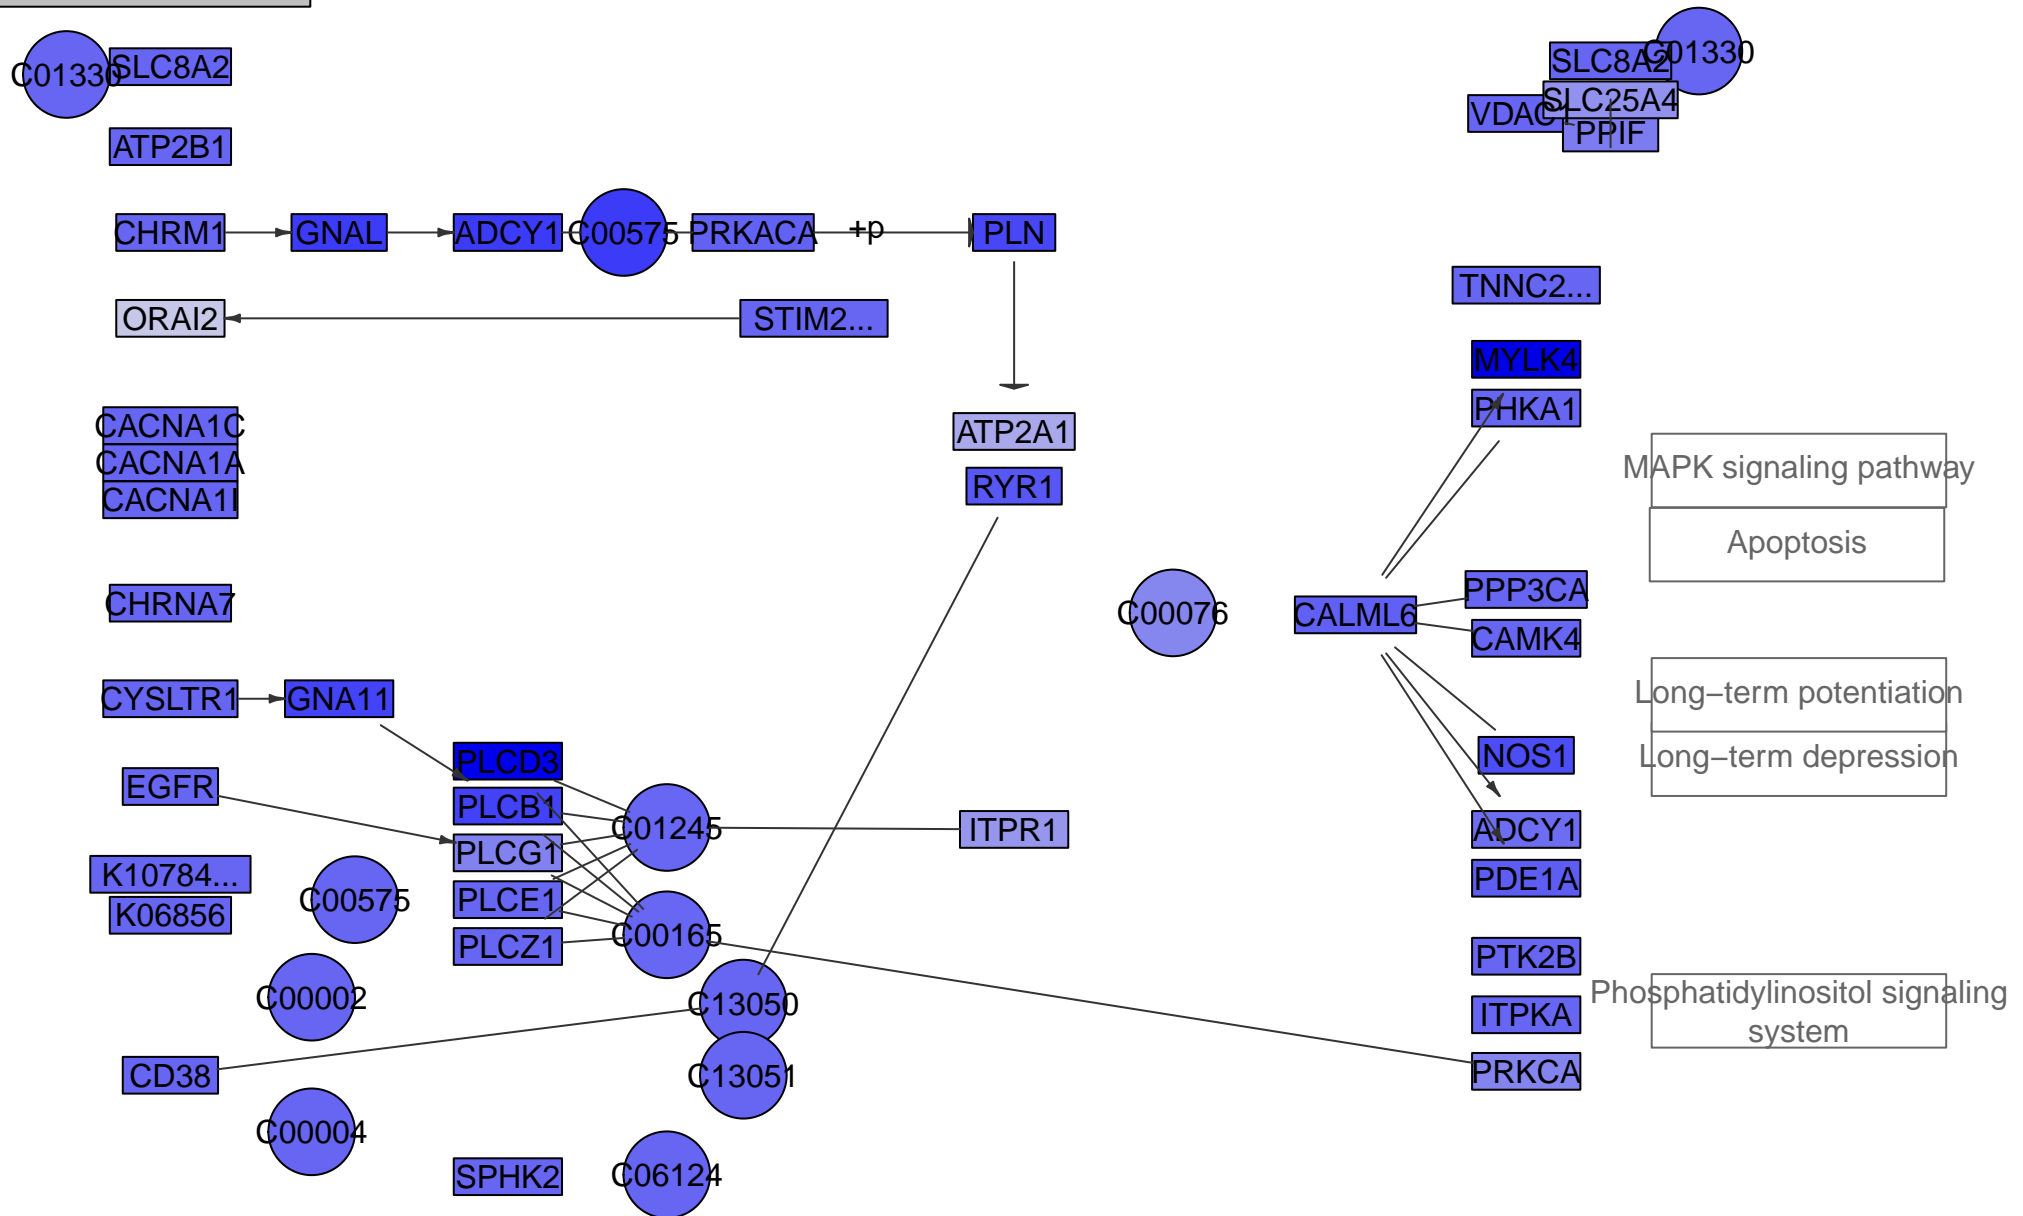 C01330
SLC8A2
SLC8A2
C01330
SLC25A4
VDAC1
PPIF
ATP2B1
CHRM1
GNAL
ADCY1
C00575
PRKACA
+p
PLN
TNNC2...
ORAI2
STIM2...
MYLK4
PHKA1
CACNA1C
CACNA1A
CACNA1I
ATP2A1
RYR1
MAPK signaling pathway
Apoptosis
CHRNA7
C00076
CALML6
PPP3CA
CAMK4
CYSLTR1
GNA11
Long−term potentiation
Long−term depression
NOS1
PLCD3
EGFR
PLCB1
C01245
ITPR1
ADCY1
PLCG1
K10784...
C00575
PLCE1
PDE1A
K06856
PLCZ1
C00165
PTK2B
C00002
C13050
ITPKA
Phosphatidylinositol signaling
system
CD38
C13051
PRKCA
C00004
SPHK2
C06124